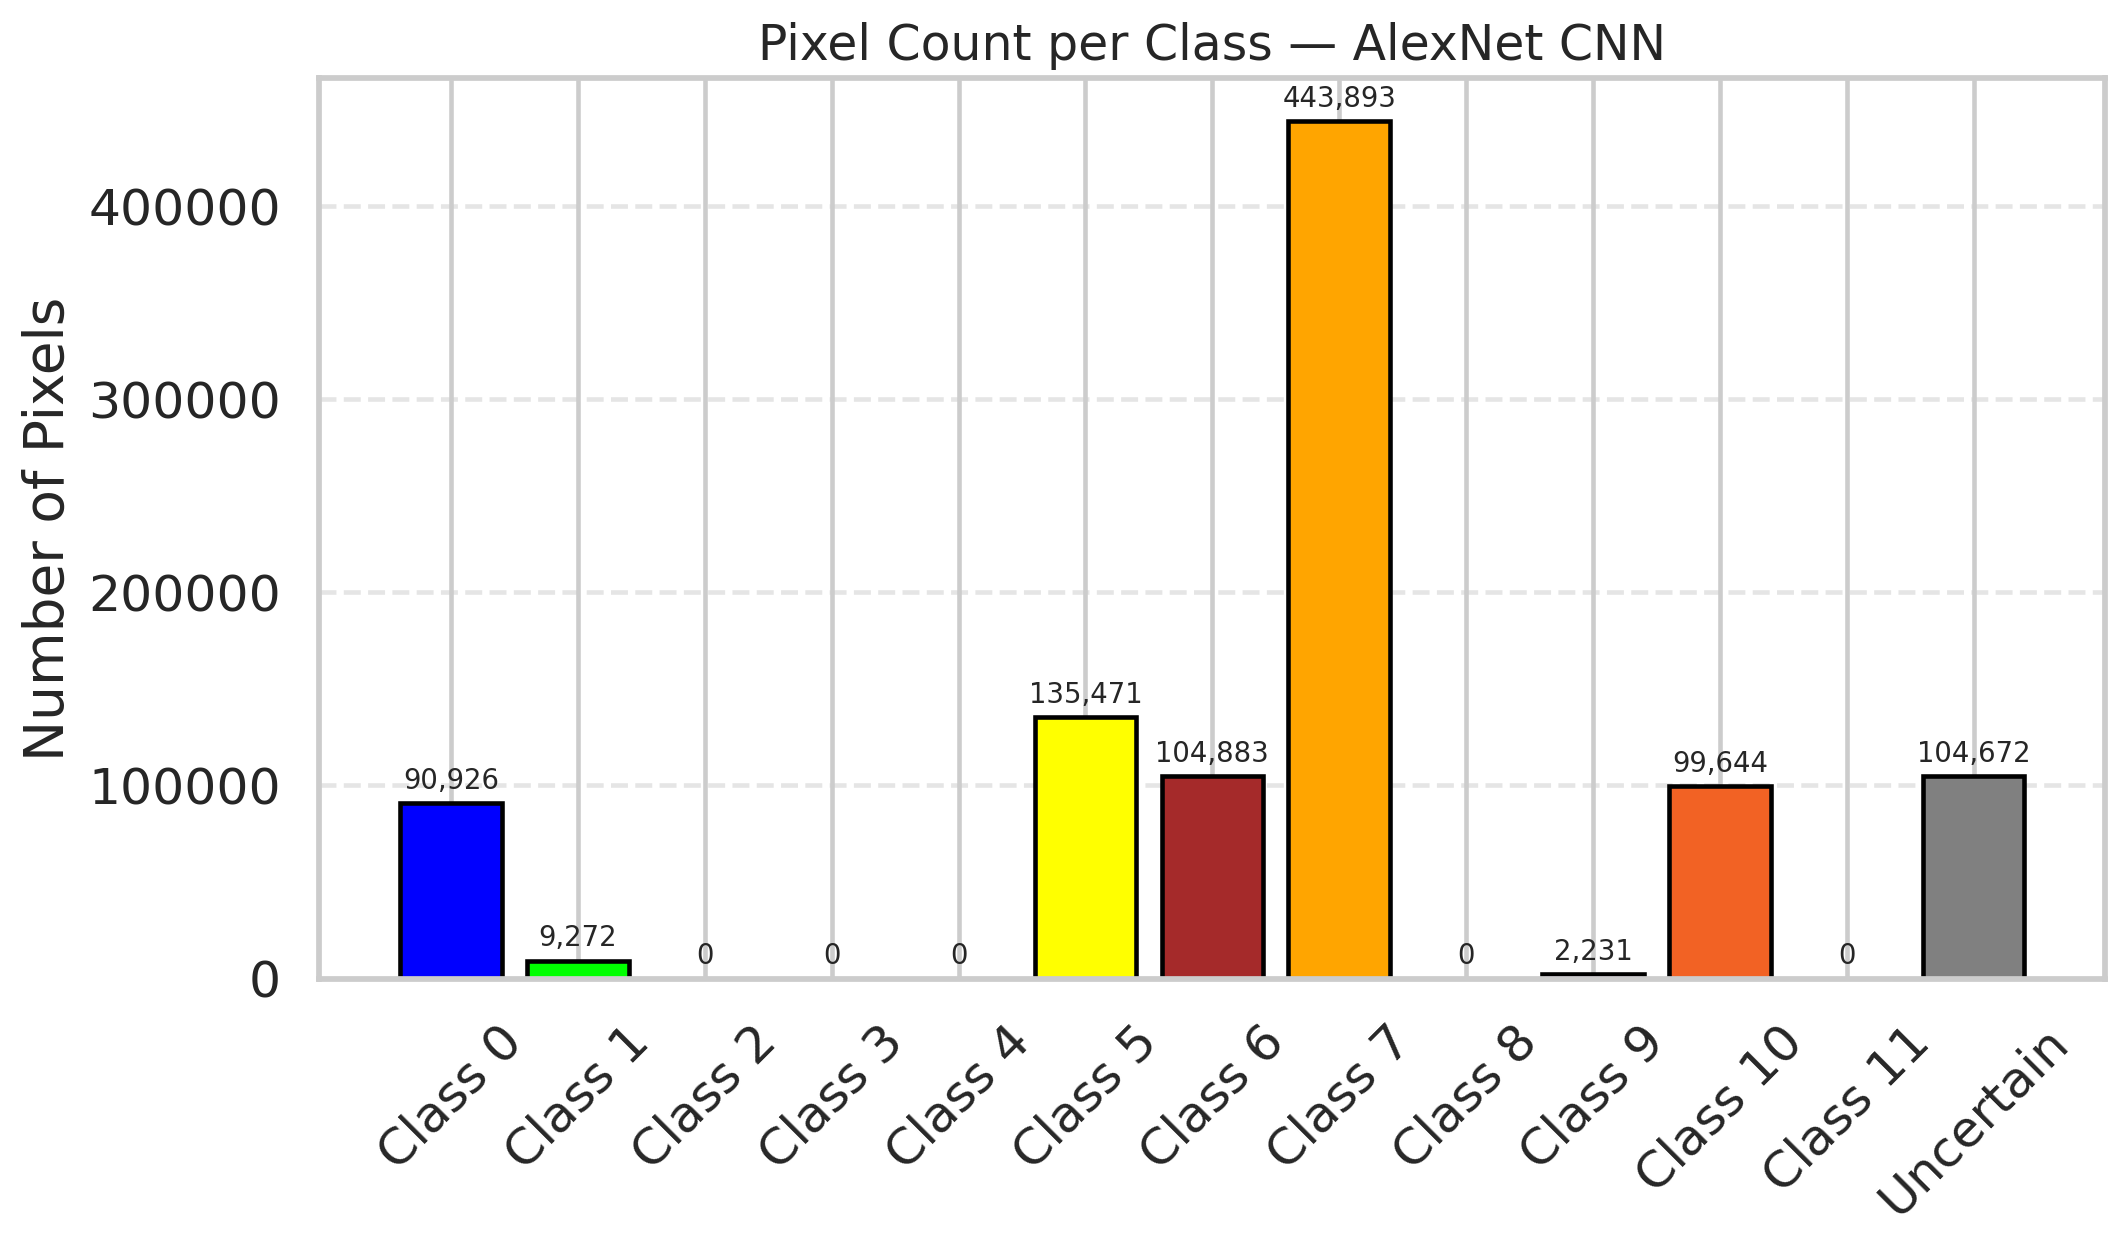 Pixel Count per Class — AlexNet CNN
Number of Pixels
400000
300000
200000
100000
0
90,926
9,272
0
0
0
135,471
104,883
443,893
0
2,231
99,644
0
104,672
Class 0
Class 1
Class 2
Class 3
Class 4
Class 5
Class 6
Class 7
Class 8
Class 9
Class 10
Class 11
Uncertain